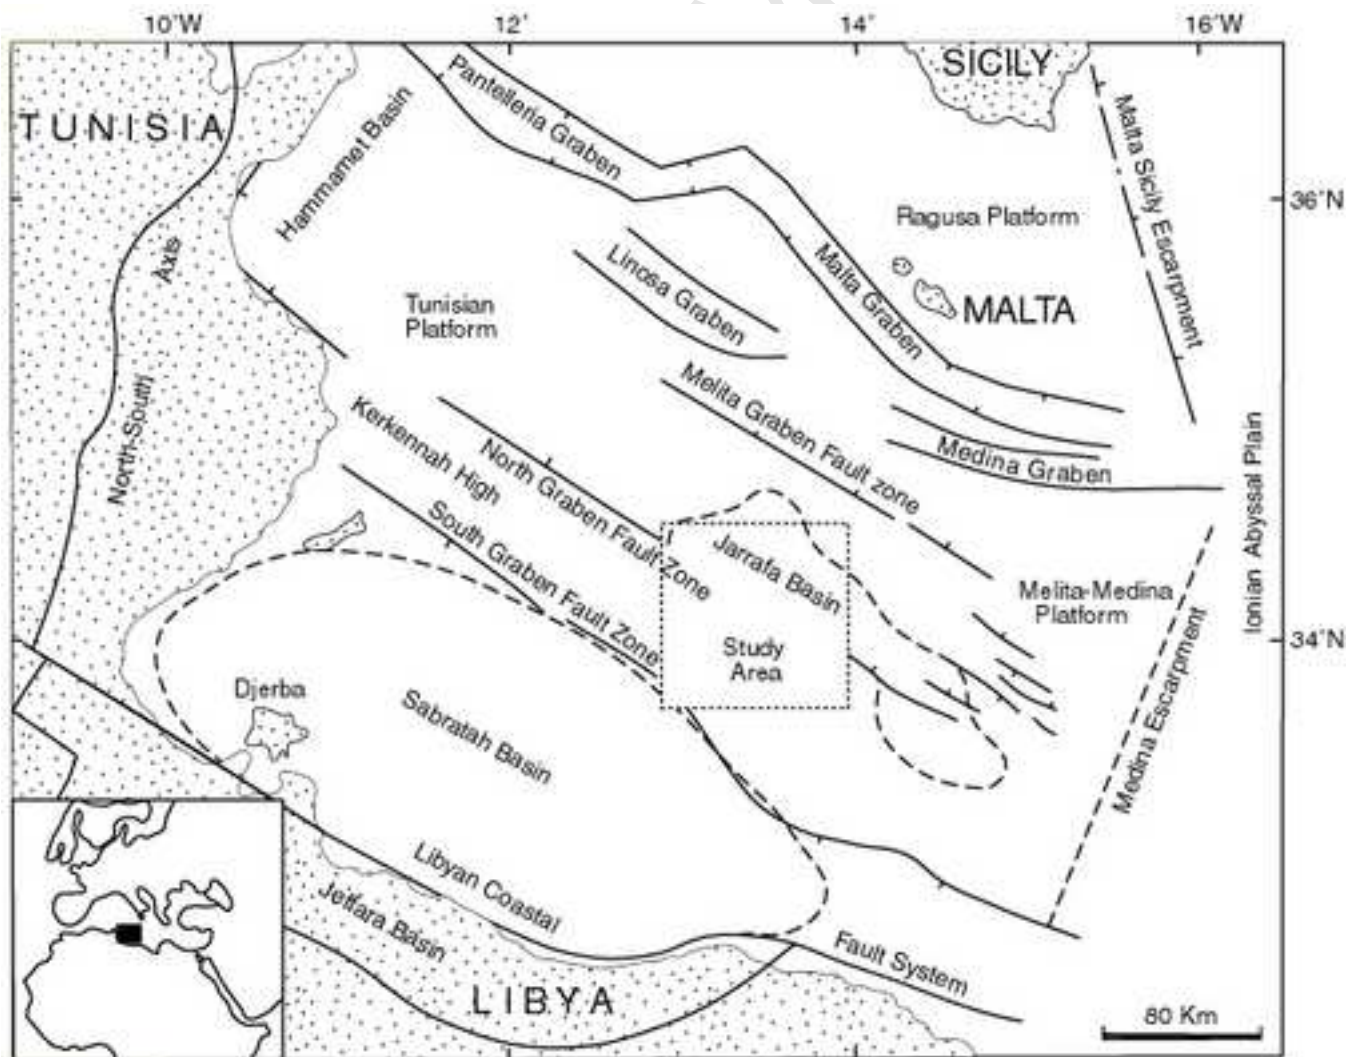 10°W
12°
14°
16°W
TUNISIA
Hammamet Basin
Pantelleria Graben
SICILY
Malta Sicily Escarpment
36°N
Ragusa Platform
Axis
Linosa Graben
Malta Graben
MALTA
Tunisian
Platform
North-South
Kerkennah High
North Graben Fault Zone
South Graben Fault Zone
Melita Graben Fault zone
Medina Graben
Ionian Abyssal Plain
Jarrafa Basin
Melita-Medina
Platform
34°N
Study
Area
Djerba
Sabratah Basin
Medina Escarpment
Libyan Coastal
Fault System
Jeffara Basin
LIBYA
80 Km
12°
14°